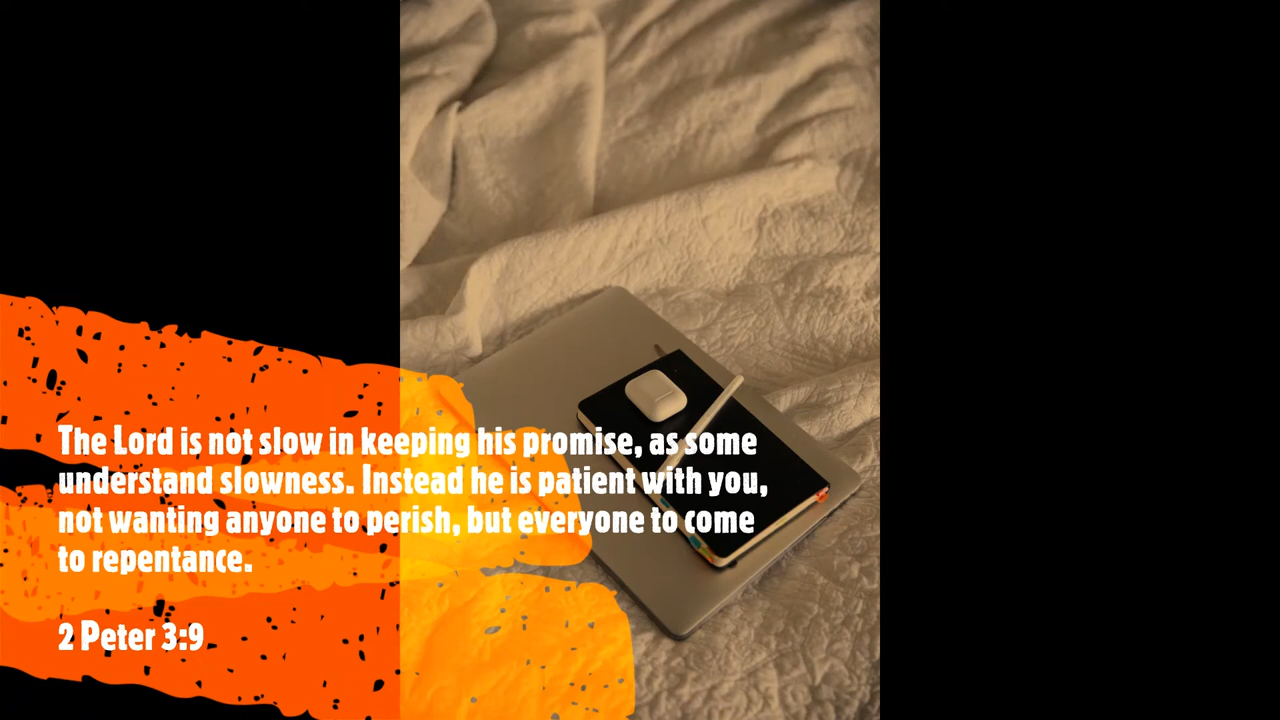 The Lord is not slow in keeping his promise, as some
understand slowness. Instead he is patient with you,
not wanting anyone to perish, but everyone to come
to repentance.
2 Peter 3:9